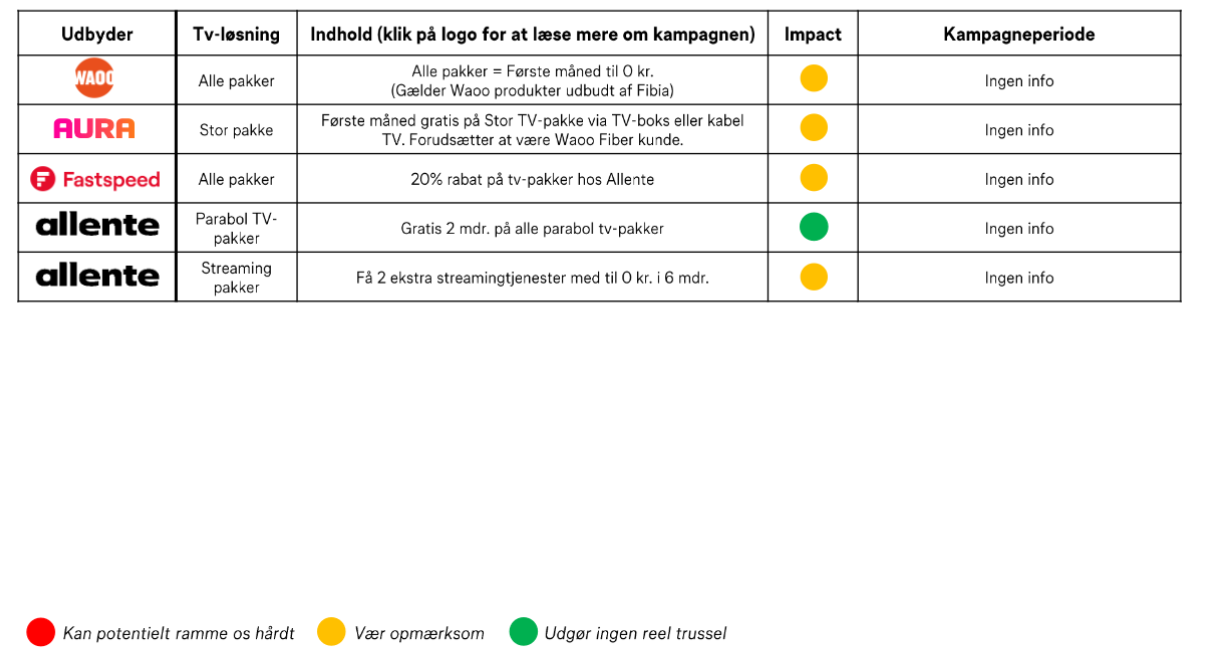 Udbyder Tv-løsning Indhold (klik på logo for at læse mere om kampagnen) Impact Kampagneperiode
WAOO Alle pakker Alle pakker = Første måned til 0 kr.
(Gælder Waoo produkter udbudt af Fibia) Ingen info
AURA Stor pakke Første måned gratis på Stor TV-pakke via TV-boks eller kabel
TV. Forudsætter at være Waoo Fiber kunde. Ingen info
Fastspeed Alle pakker 20% rabat på tv-pakker hos Allente Ingen info
allente Parabol TV-
pakker Gratis 2 mdr. på alle parabol tv-pakker Ingen info
allente Streaming
pakker Få 2 ekstra streamingtjenester med til 0 kr. i 6 mdr. Ingen info
Kan potentielt ramme os hårdt Vær opmærksom Udgør ingen reel trussel